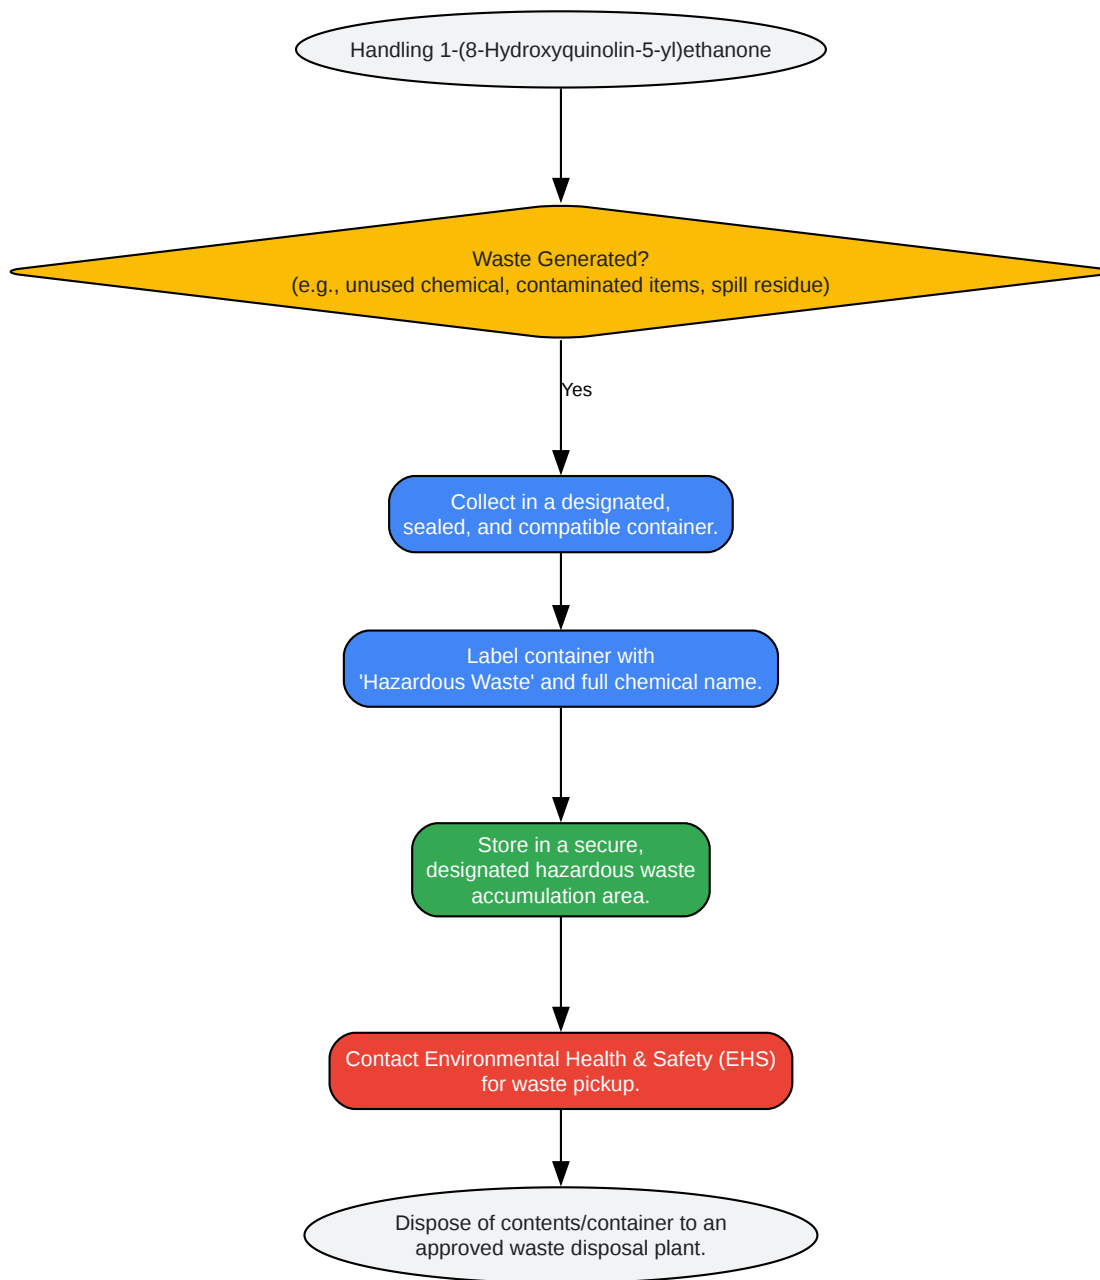 Handling 1-(8-Hydroxyquinolin-5-yl)ethanone
Waste Generated?
(e.g., unused chemical, contaminated items, spill residue)
Yes
Collect in a designated,
sealed, and compatible container.
Label container with
'Hazardous Waste' and full chemical name.
Store in a secure,
designated hazardous waste
accumulation area.
Contact Environmental Health & Safety (EHS)
for waste pickup.
Dispose of contents/container to an
approved waste disposal plant.